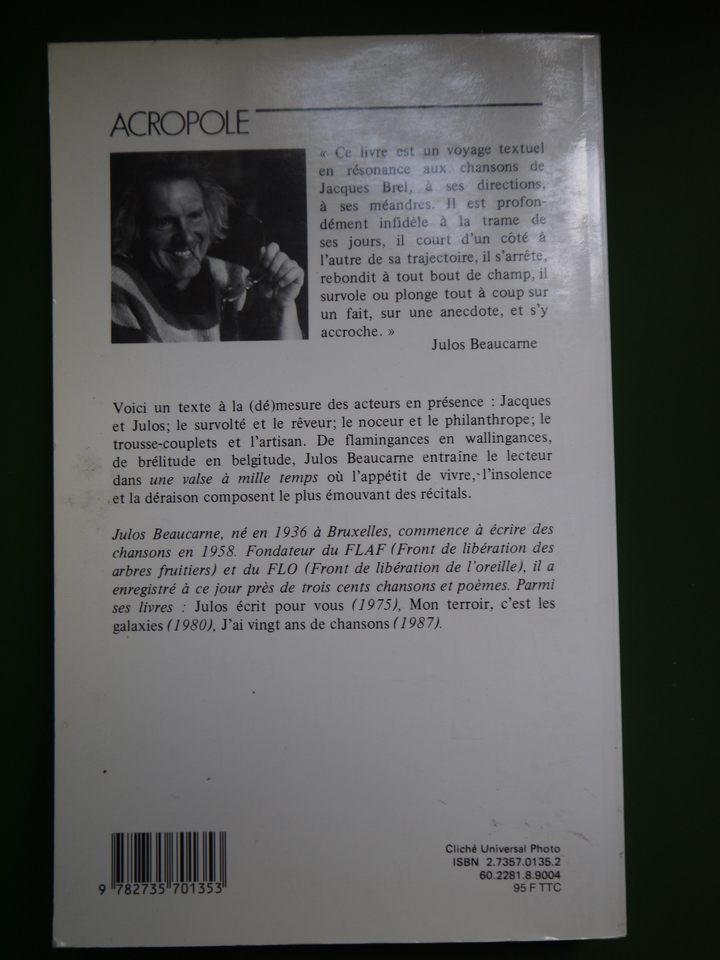 ACROPOLE
« Ce livre est un voyage textuel
en résonance aux chansons de
Jacques Brel, à ses directions,
à ses méandres. Il est profon-
dément infidèle à la trame de
ses jours, il court d'un côté à
l'autre de sa trajectoire, il s'arrête,
rebondit à tout bout de champ, il
survole ou plonge tout à coup sur
un fait, sur une anecdote, et s'y
accroche. »
Julos Beaucarne
Voici un texte à la (dé)mesure des acteurs en présence : Jacques
et Julos; le survolté et le rêveur; le noceur et le philanthrope; le
trousse-couplets et l'artisan. De flamingances en wallingances,
de brélitude en belgitude, Julos Beaucarne entraîne le lecteur
dans une valse à mille temps où l'appétit de vivre, l'insolence
et la déraison composent le plus émouvant des récitals.
Julos Beaucarne, né en 1936 à Bruxelles, commence à écrire des
chansons en 1958. Fondateur du FLAF (Front de libération des
arbres fruitiers) et du FLO (Front de libération de l'oreille), il a
enregistré à ce jour près de trois cents chansons et poèmes. Parmi
ses livres : Julos écrit pour vous (1975), Mon terroir, c'est les
galaxies (1980), J'ai vingt ans de chansons (1987).
Cliché Universal Photo
ISBN 2.7357.0135.2
60.2281.8.9004
95 F TTC
9 782735 701353